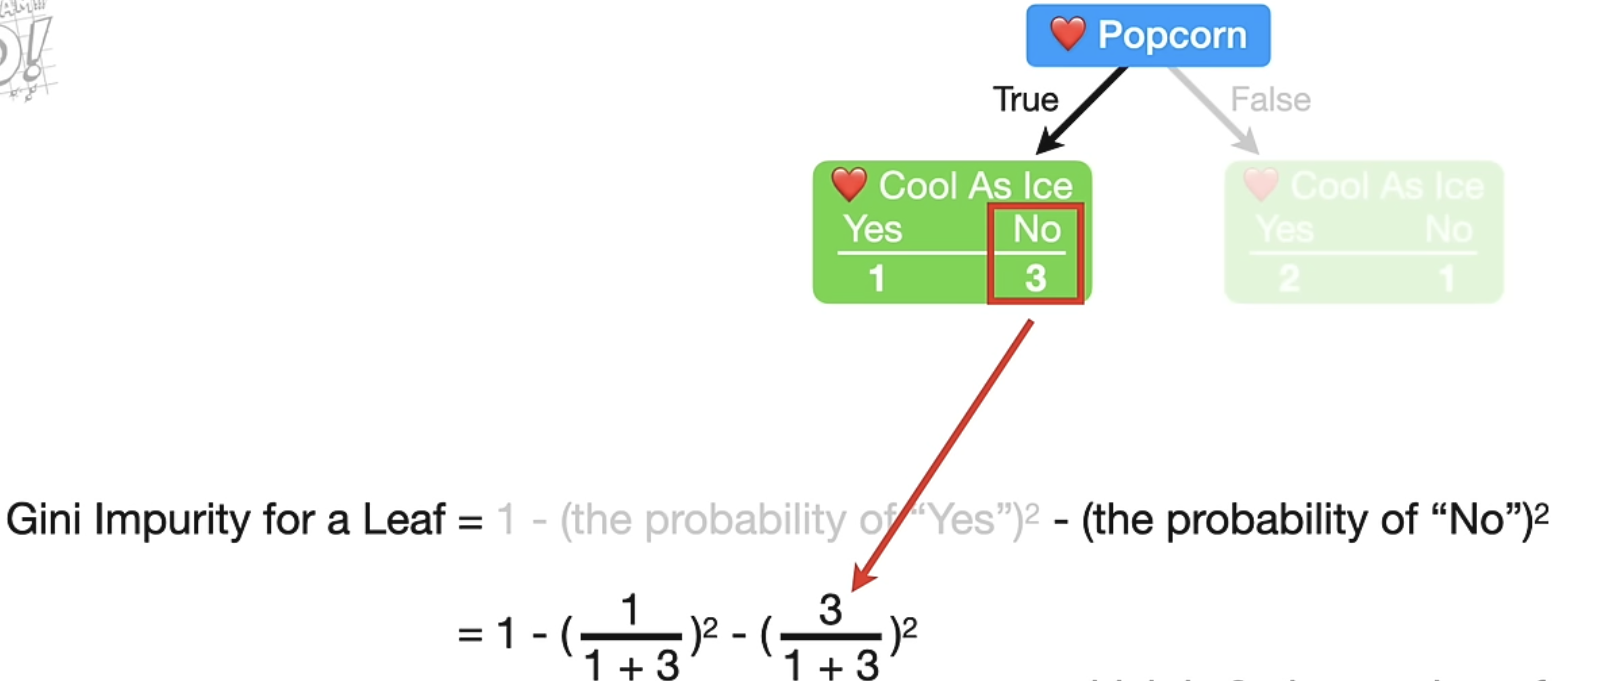 ❤️ Popcorn
True
False
❤️ Cool As Ice
Yes No
1 3
❤️ Cool As Ice
Yes No
2 1
Gini Impurity for a Leaf = 1 - (the probability of “Yes”)² - (the probability of “No”)²
= 1 - (1/(1 + 3))² - (3/(1 + 3))²